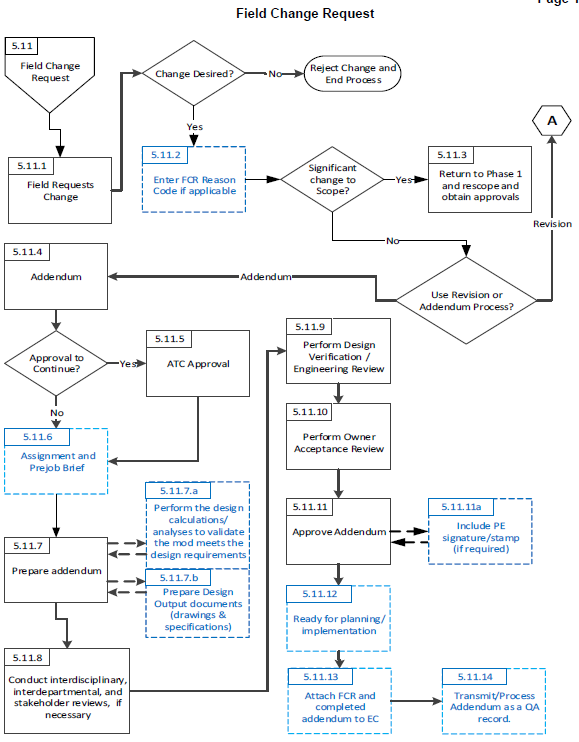 Page 1
Field Change Request
5.11
Field Change
Request
Change Desired?
No
Reject Change and
End Process
A
Yes
5.11.1
Field Requests
Change
5.11.2
Enter FCR Reason
Code if applicable
Significant
change to
Scope?
Yes
5.11.3
Return to Phase 1
and rescope and
obtain approvals
Revision
No
5.11.4
Addendum
Addendum
Use Revision or
Addendum Process?
Approval to
Continue?
Yes
5.11.5
ATC Approval
No
5.11.6
Assignment and
Prejob Brief
5.11.7
Prepare addendum
5.11.7.a
Perform the design
calculations/
analyses to validate
the mod meets the
design requirements
5.11.7.b
Prepare Design
Output documents
(drawings &
specifications)
5.11.8
Conduct interdisciplinary,
interdepartmental, and
stakeholder reviews, if
necessary
5.11.9
Perform Design
Verification /
Engineering Review
5.11.10
Perform Owner
Acceptance Review
5.11.11
Approve Addendum
5.11.11a
Include PE
signature/stamp
(if required)
5.11.12
Ready for planning/
implementation
5.11.13
Attach FCR and
completed
addendum to EC
5.11.14
Transmit/Process
Addendum as a QA
record.